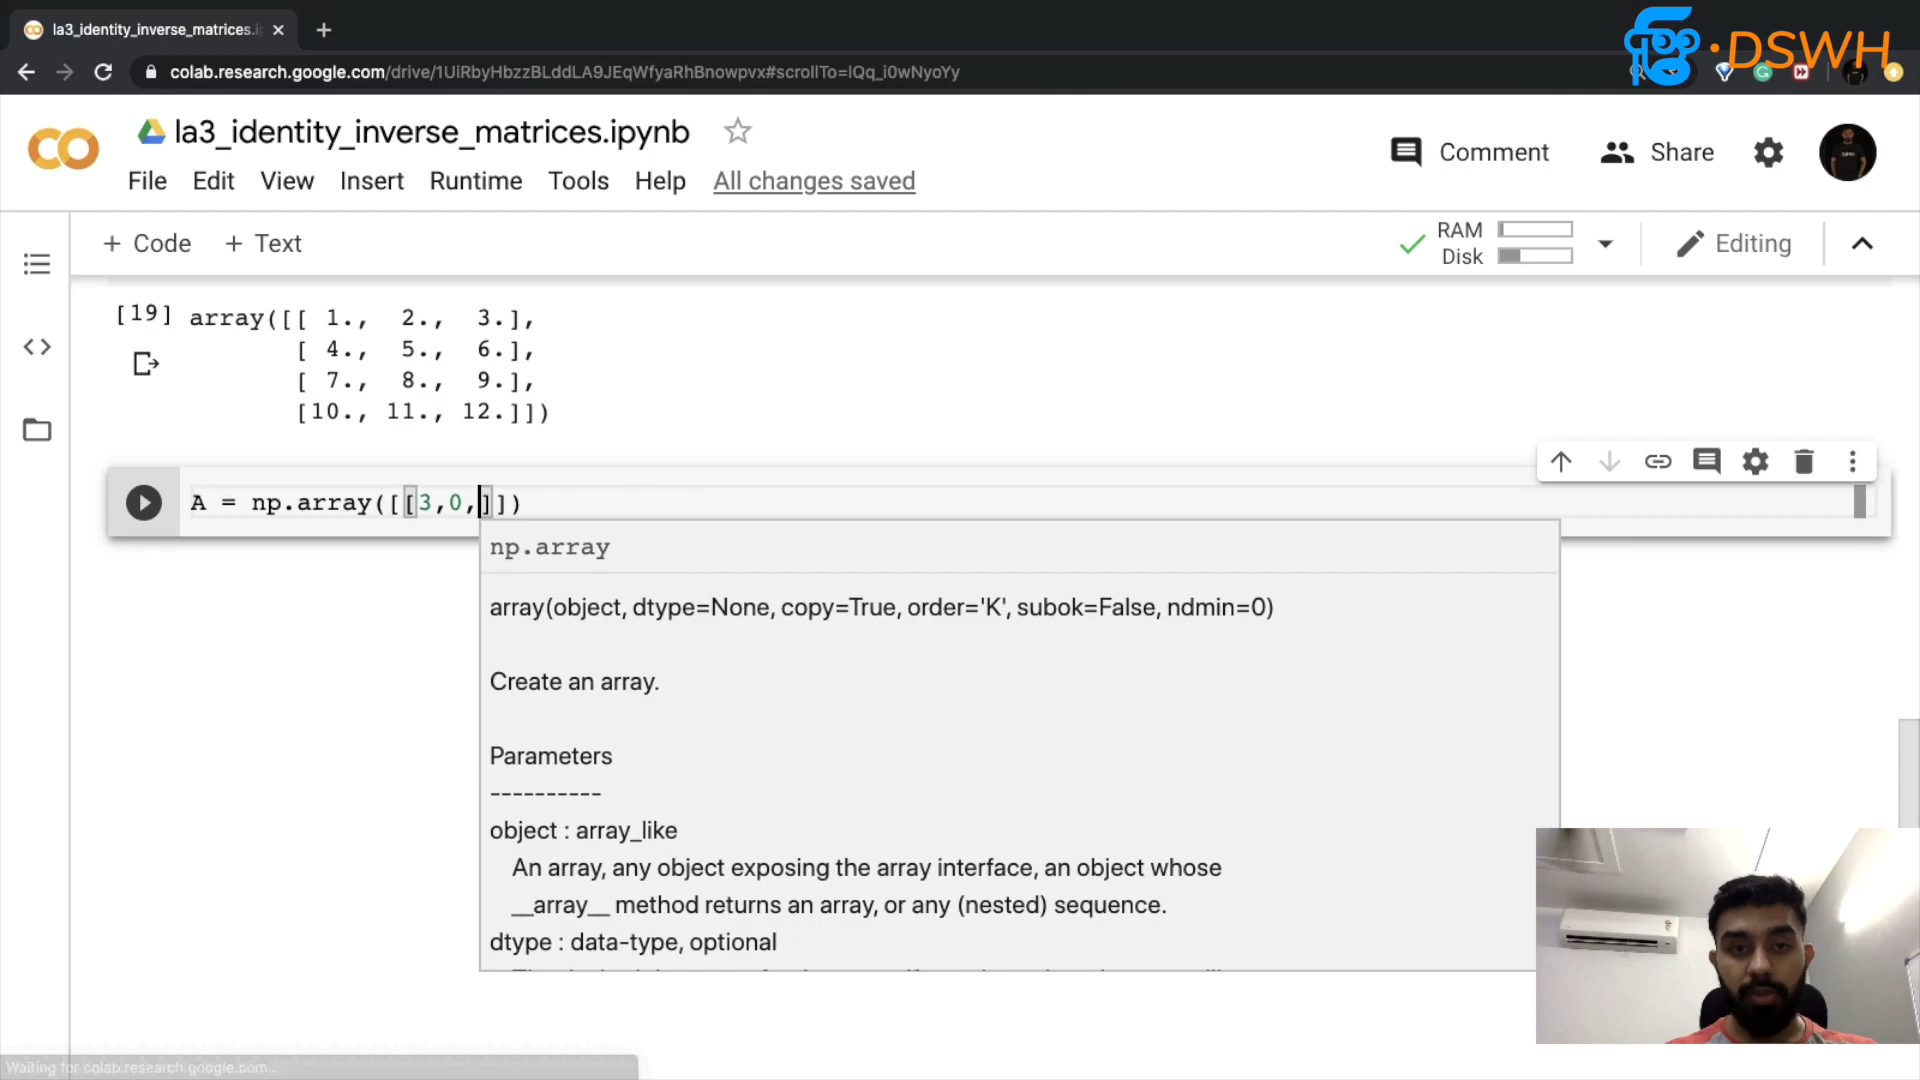 la3_identity_inverse_matrices.i
·DSWH
colab.research.google.com/drive/1UiRbyHbzzBLddLA9JEqWfyaRhBnowpvx#scrollTo=lQq_i0wNyoYy
la3_identity_inverse_matrices.ipynb
Comment
Share
File Edit View Insert Runtime Tools Help All changes saved
+ Code + Text
RAM
Disk
Editing
[19] array([[ 1., 2., 3.],
[ 4., 5., 6.],
[ 7., 8., 9.],
[10., 11., 12.]])
A = np.array([[3,0,]])
np.array
array(object, dtype=None, copy=True, order='K', subok=False, ndmin=0)
Create an array.
Parameters
----------
object : array_like
An array, any object exposing the array interface, an object whose
__array__ method returns an array, or any (nested) sequence.
dtype : data-type, optional
Waiting for colab.research.google.com...